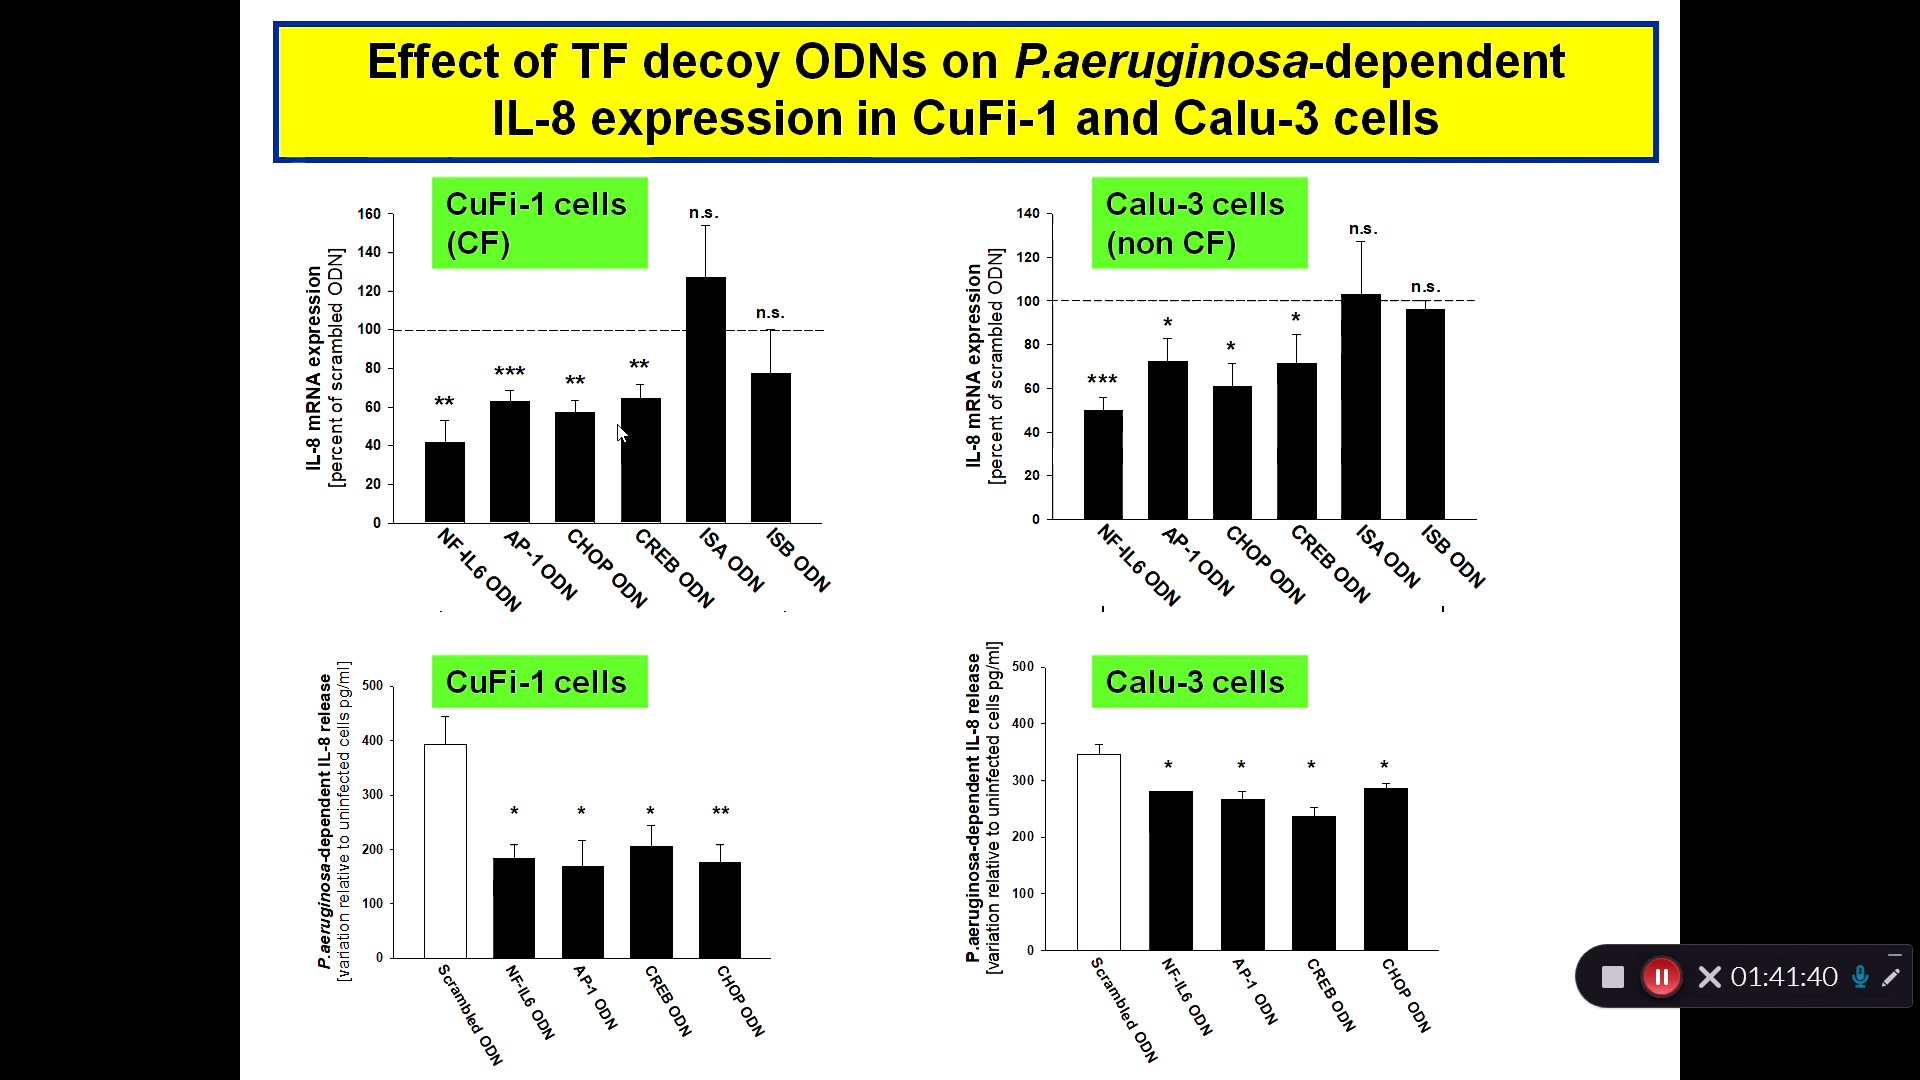 Effect of TF decoy ODNs on P.aeruginosa-dependent
IL-8 expression in CuFi-1 and Calu-3 cells
CuFi-1 cells
(CF)
IL-8 mRNA expression
[percent of scrambled ODN]
160
140
120
100
80
60
40
20
0
**
***
**
**
n.s.
n.s.
NF-IL6 ODN
AP-1 ODN
CHOP ODN
CREB ODN
ISA ODN
ISB ODN
Calu-3 cells
(non CF)
IL-8 mRNA expression
[percent of scrambled ODN]
140
120
100
80
60
40
20
0
***
*
*
*
n.s.
n.s.
NF-IL6 ODN
AP-1 ODN
CHOP ODN
CREB ODN
ISA ODN
ISB ODN
CuFi-1 cells
P.aeruginosa-dependent IL-8 release
[variation relative to uninfected cells pg/ml]
500
400
300
200
100
0
*
*
*
**
Scrambled ODN
NF-IL6 ODN
AP-1 ODN
CREB ODN
CHOP ODN
Calu-3 cells
P.aeruginosa-dependent IL-8 release
[variation relative to uninfected cells pg/ml]
500
400
300
200
100
0
*
*
*
*
Scrambled ODN
NF-IL6 ODN
AP-1 ODN
CREB ODN
CHOP ODN
01:41:40